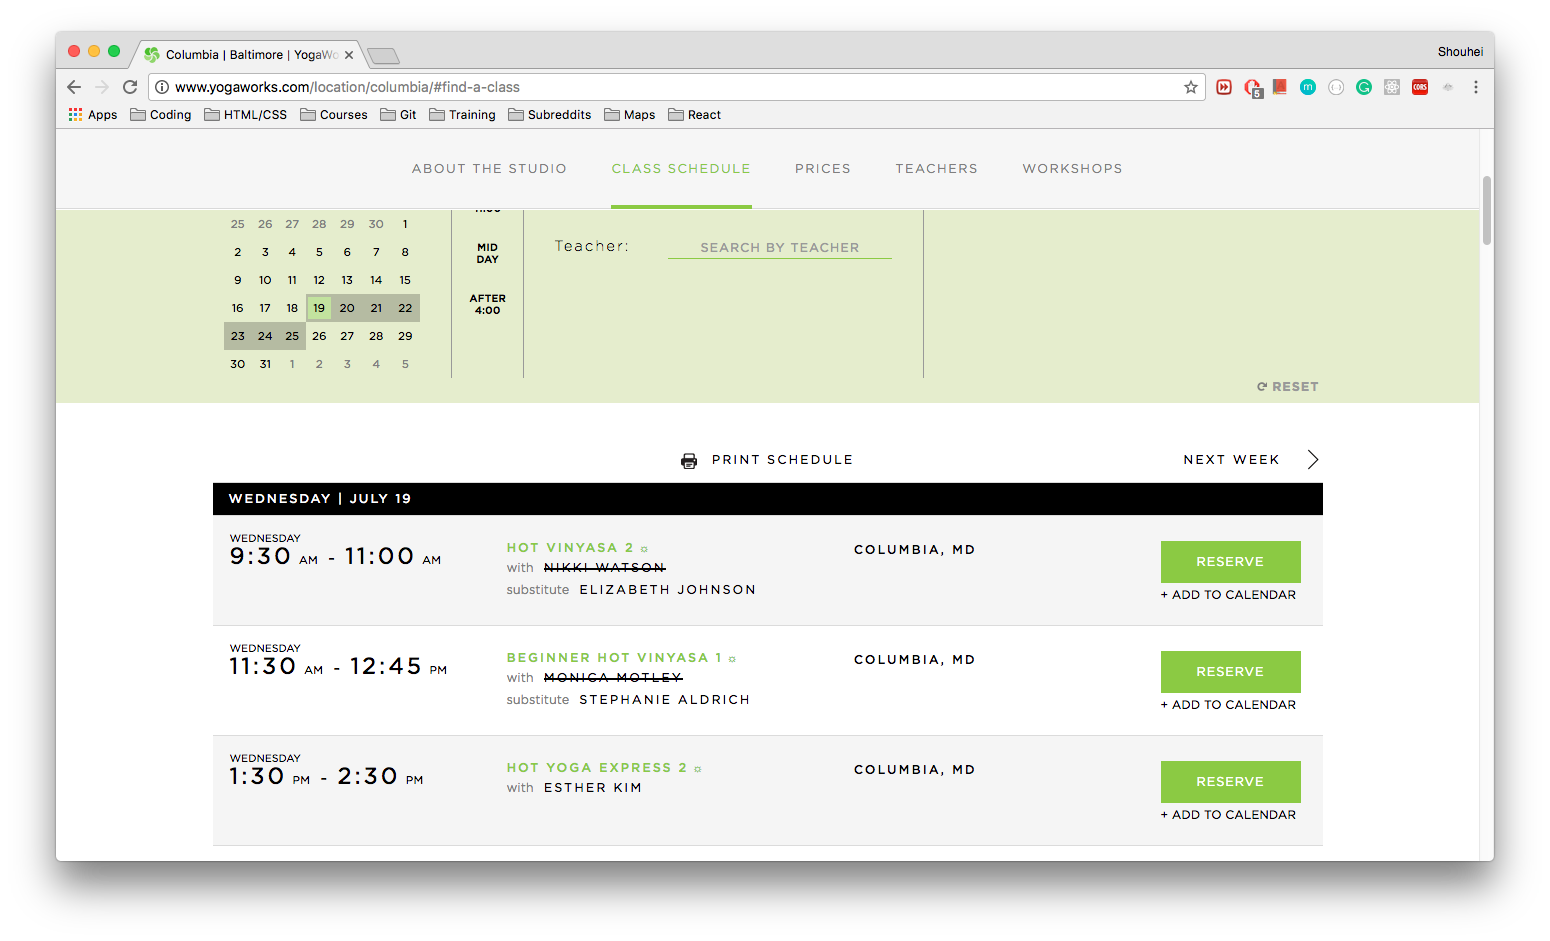 Columbia | Baltimore | YogaWo
Shouhei
www.yogaworks.com/location/columbia/#find-a-class
5
m
CORS
Apps Coding HTML/CSS Courses Git Training Subreddits Maps React
ABOUT THE STUDIO CLASS SCHEDULE PRICES TEACHERS WORKSHOPS
25 26 27 28 29 30 1
2 3 4 5 6 7 8
9 10 11 12 13 14 15
16 17 18 19 20 21 22
23 24 25 26 27 28 29
30 31 1 2 3 4 5
MID
DAY
AFTER
4:00
Teacher: SEARCH BY TEACHER
RESET
PRINT SCHEDULE
NEXT WEEK
WEDNESDAY | JULY 19
WEDNESDAY
9:30 AM - 11:00 AM
HOT VINYASA 2
with NIKKI WATSON
substitute ELIZABETH JOHNSON
COLUMBIA, MD
RESERVE
+ ADD TO CALENDAR
WEDNESDAY
11:30 AM - 12:45 PM
BEGINNER HOT VINYASA 1
with MONICA MOTLEY
substitute STEPHANIE ALDRICH
COLUMBIA, MD
RESERVE
+ ADD TO CALENDAR
WEDNESDAY
1:30 PM - 2:30 PM
HOT YOGA EXPRESS 2
with ESTHER KIM
COLUMBIA, MD
RESERVE
+ ADD TO CALENDAR